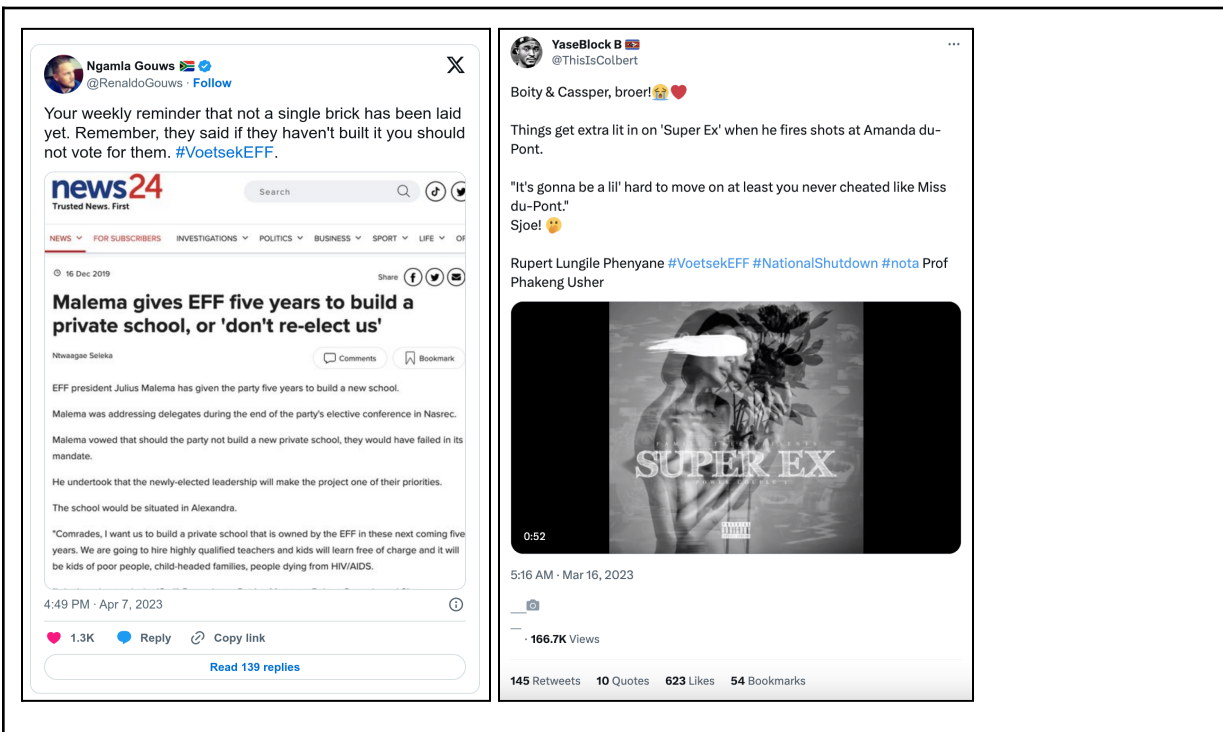 Ngamla Gouws
@RenaldoGouws · Follow
Your weekly reminder that not a single brick has been laid
yet. Remember, they said if they haven't built it you should
not vote for them. #VoetsekEFF.
news24
Trusted News. First
Search
NEWS FOR SUBSCRIBERS INVESTIGATIONS POLITICS BUSINESS SPORT LIFE OP
16 Dec 2019
Share
Malema gives EFF five years to build a
private school, or 'don't re-elect us'
Ntwaagae Seleka
Comments Bookmark
EFF president Julius Malema has given the party five years to build a new school.
Malema was addressing delegates during the end of the party's elective conference in Nasrec.
Malema vowed that should the party not build a new private school, they would have failed in its
mandate.
He undertook that the newly-elected leadership will make the project one of their priorities.
The school would be situated in Alexandra.
"Comrades, I want us to build a private school that is owned by the EFF in these next coming five
years. We are going to hire highly qualified teachers and kids will learn free of charge and it will
be kids of poor people, child-headed families, people dying from HIV/AIDS.
4:49 PM · Apr 7, 2023
1.3K Reply Copy link
Read 139 replies
YaseBlock B
@ThisIsColbert
Boity & Cassper, broer!😭❤️
Things get extra lit in on 'Super Ex' when he fires shots at Amanda du-
Pont.
"It's gonna be a lil' hard to move on at least you never cheated like Miss
du-Pont."
Sjoe! 🤫
Rupert Lungile Phenyane #VoetsekEFF #NationalShutdown #nota Prof
Phakeng Usher
SUPER EX
0:52
5:16 AM · Mar 16, 2023
· 166.7K Views
145 Retweets 10 Quotes 623 Likes 54 Bookmarks